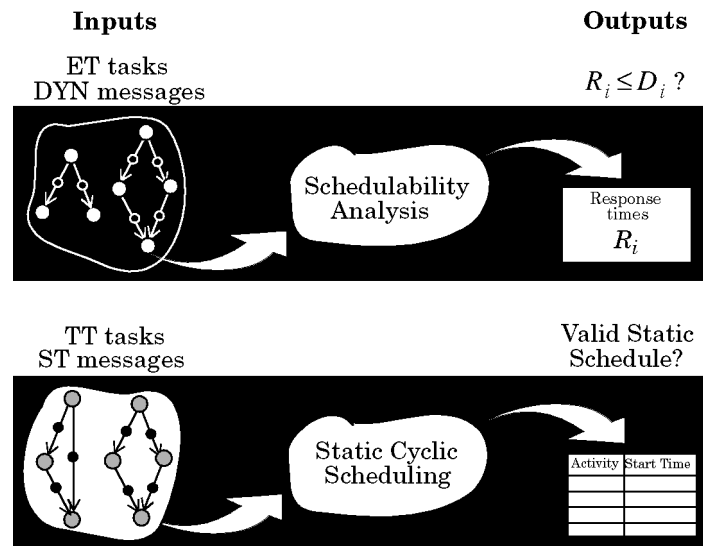 Inputs
Outputs
ET tasks
DYN messages
R_i ≤ D_i ?
Schedulability
Analysis
Response
times
R_i
TT tasks
ST messages
Valid Static
Schedule?
Static Cyclic
Scheduling
Activity Start Time